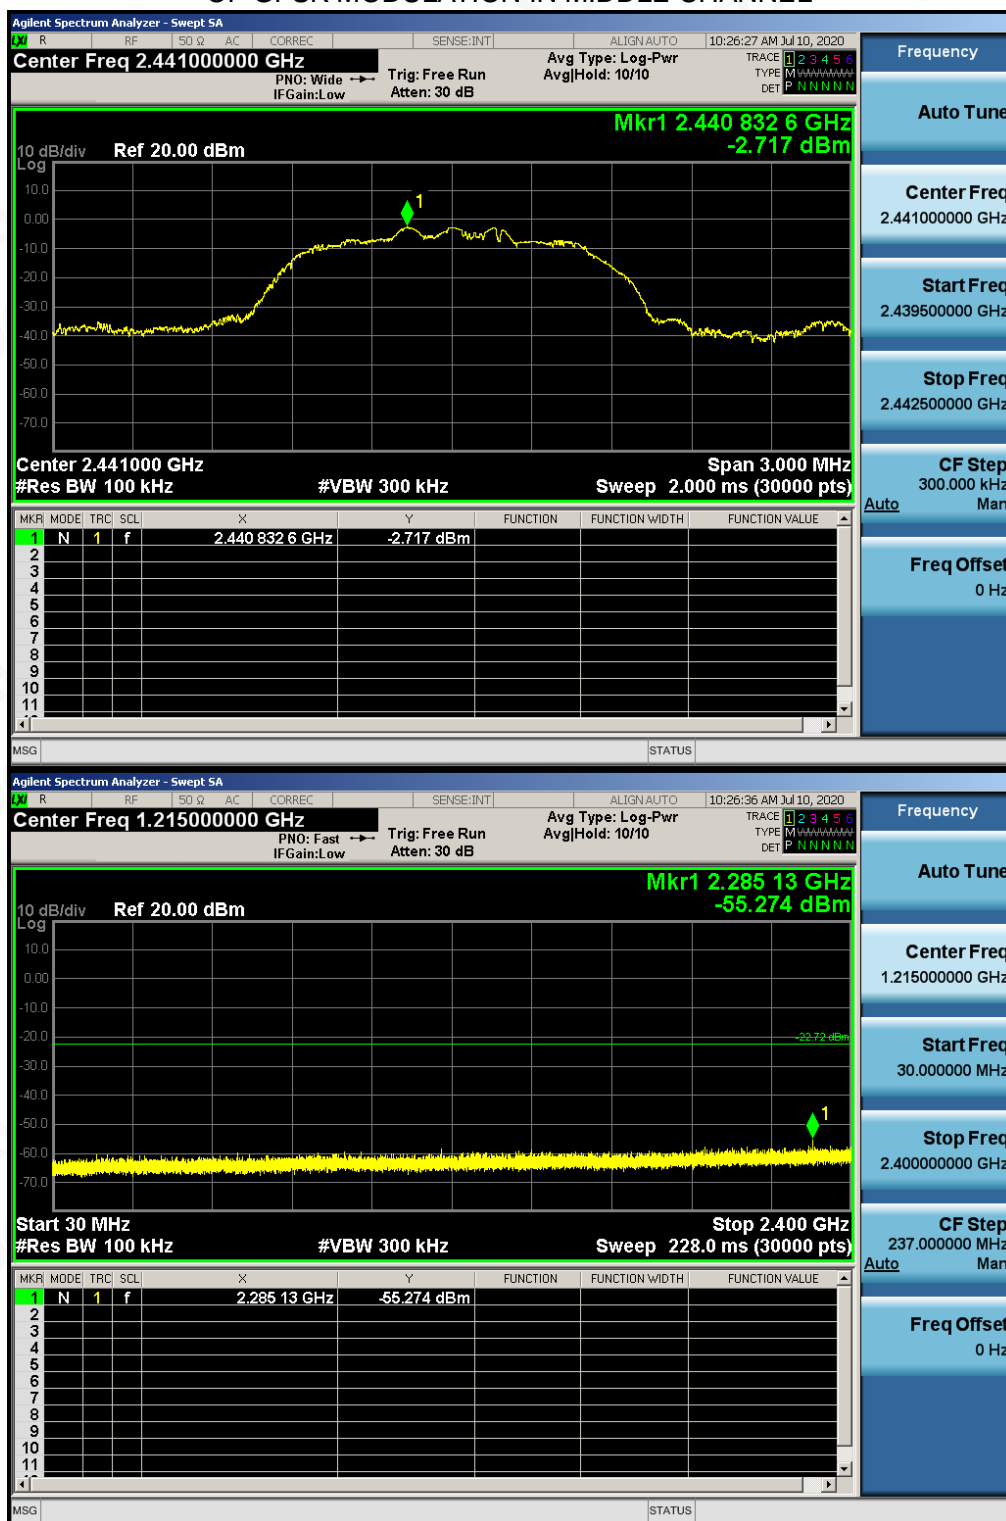 MODULATION IN MIDDLE CHANNEL
Agilent Spectrum Analyzer - Swept SA
LXI R RF 50 Ω AC CORREC SENSE:INT ALIGN AUTO 10:26:27 AM Jul 10, 2020
Center Freq 2.441000000 GHz
PNO: Wide
IFGain:Low
Trig: Free Run
Atten: 30 dB
Avg Type: Log-Pwr
Avg|Hold: 10/10
TRACE 1 2 3 4 5 6
TYPE M
DET P N N N N N
Mkr1 2.440 832 6 GHz
-2.717 dBm
10 dB/div Ref 20.00 dBm
Log
10.0
0.00
-10.0
-20.0
-30.0
-40.0
-50.0
-60.0
-70.0
1
Center 2.441000 GHz Span 3.000 MHz
#Res BW 100 kHz #VBW 300 kHz Sweep 2.000 ms (30000 pts)
MKR MODE TRC SCL X Y FUNCTION FUNCTION WIDTH FUNCTION VALUE
1 N 1 f 2.440 832 6 GHz -2.717 dBm
2
3
4
5
6
7
8
9
10
11
MSG STATUS
Frequency
Auto Tune
Center Freq
2.441000000 GHz
Start Freq
2.439500000 GHz
Stop Freq
2.442500000 GHz
CF Step
300.000 kHz
Auto Man
Freq Offset
0 Hz
Agilent Spectrum Analyzer - Swept SA
LXI R RF 50 Ω AC CORREC SENSE:INT ALIGN AUTO 10:26:36 AM Jul 10, 2020
Center Freq 1.215000000 GHz
PNO: Fast
IFGain:Low
Trig: Free Run
Atten: 30 dB
Avg Type: Log-Pwr
Avg|Hold: 10/10
TRACE 1 2 3 4 5 6
TYPE M
DET P N N N N N
Mkr1 2.285 13 GHz
-55.274 dBm
10 dB/div Ref 20.00 dBm
Log
10.0
0.00
-10.0
-20.0
-30.0
-40.0
-50.0
-60.0
-70.0
-22.72 dBm
1
Start 30 MHz Stop 2.400 GHz
#Res BW 100 kHz #VBW 300 kHz Sweep 228.0 ms (30000 pts)
MKR MODE TRC SCL X Y FUNCTION FUNCTION WIDTH FUNCTION VALUE
1 N 1 f 2.285 13 GHz -55.274 dBm
2
3
4
5
6
7
8
9
10
11
MSG STATUS
Frequency
Auto Tune
Center Freq
1.215000000 GHz
Start Freq
30.000000 MHz
Stop Freq
2.400000000 GHz
CF Step
237.000000 MHz
Auto Man
Freq Offset
0 Hz